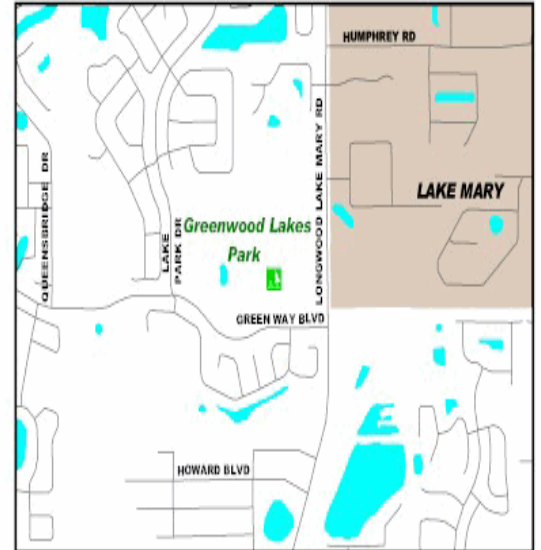 HUMPHREY RD
LONGWOOD LAKE MARY RD
QUEENSBRIDGE DR
LAKE MARY
Greenwood Lakes
Park
LAKE
PARK DR
GREEN WAY BLVD
HOWARD BLVD